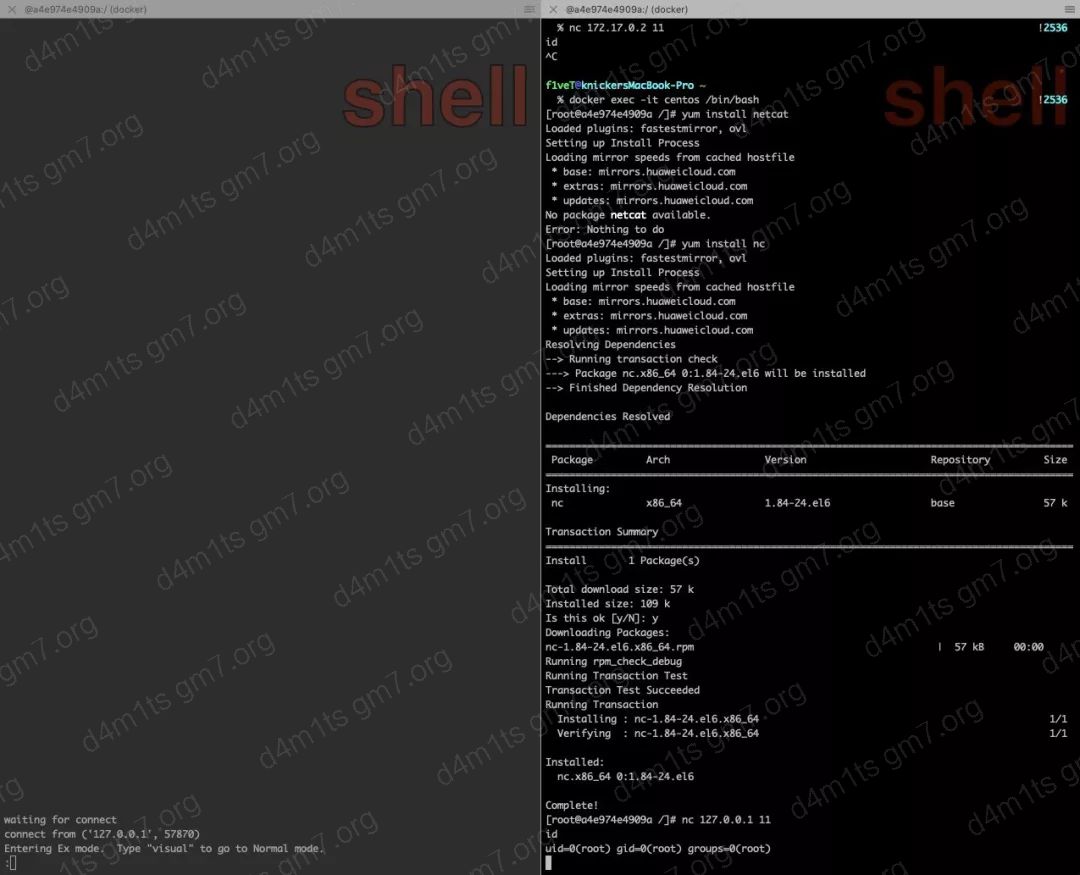 @a4e974e4909a:/ (docker)
shell
waiting for connect
connect from ('127.0.0.1', 57870)
Entering Ex mode.  Type "visual" to go to Normal mode.
:
@a4e974e4909a:/ (docker)
shell
% nc 172.17.0.2 11 !2536
id
^C
f1veT@knickersMacBook-Pro ~
% docker exec -it centos /bin/bash !2536
[root@a4e974e4909a /]# yum install netcat
Loaded plugins: fastestmirror, ovl
Setting up Install Process
Loading mirror speeds from cached hostfile
* base: mirrors.huaweicloud.com
* extras: mirrors.huaweicloud.com
* updates: mirrors.huaweicloud.com
No package netcat available.
Error: Nothing to do
[root@a4e974e4909a /]# yum install nc
Loaded plugins: fastestmirror, ovl
Setting up Install Process
Loading mirror speeds from cached hostfile
* base: mirrors.huaweicloud.com
* extras: mirrors.huaweicloud.com
* updates: mirrors.huaweicloud.com
Resolving Dependencies
--> Running transaction check
---> Package nc.x86_64 0:1.84-24.el6 will be installed
--> Finished Dependency Resolution
Dependencies Resolved
Package Arch Version Repository Size
Installing:
nc x86_64 1.84-24.el6 base 57 k
Transaction Summary
Install 1 Package(s)
Total download size: 57 k
Installed size: 109 k
Is this ok [y/N]: y
Downloading Packages:
nc-1.84-24.el6.x86_64.rpm | 57 kB 00:00
Running rpm_check_debug
Running Transaction Test
Transaction Test Succeeded
Running Transaction
Installing : nc-1.84-24.el6.x86_64 1/1
Verifying  : nc-1.84-24.el6.x86_64 1/1
Installed:
nc.x86_64 0:1.84-24.el6
Complete!
[root@a4e974e4909a /]# nc 127.0.0.1 11
id
uid=0(root) gid=0(root) groups=0(root)
d4m1ts gm7.org